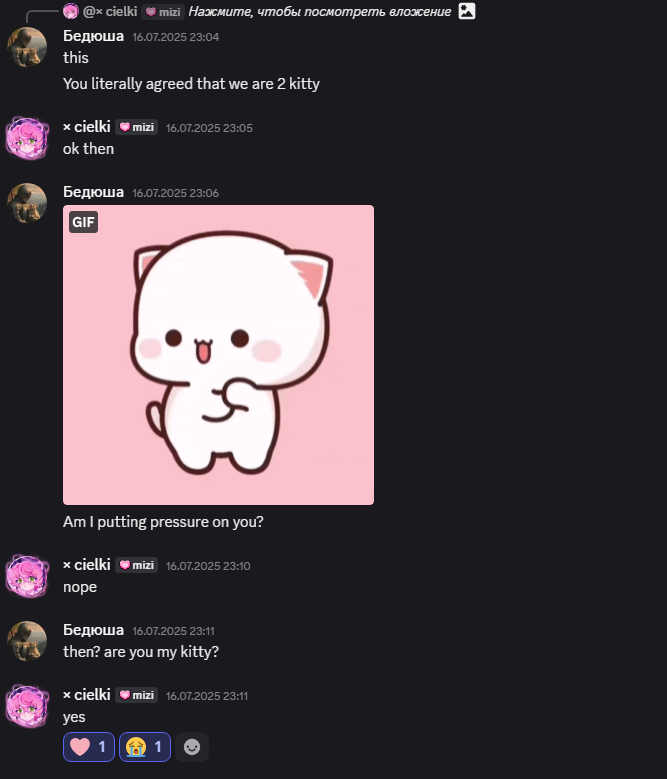 @× cielki mizi Нажмите, чтобы посмотреть вложение
Бедюша 16.07.2025 23:04
this
You literally agreed that we are 2 kitty
× cielki mizi 16.07.2025 23:05
ok then
Бедюша 16.07.2025 23:06
GIF
Am I putting pressure on you?
× cielki mizi 16.07.2025 23:10
nope
Бедюша 16.07.2025 23:11
then? are you my kitty?
× cielki mizi 16.07.2025 23:11
yes
1 1